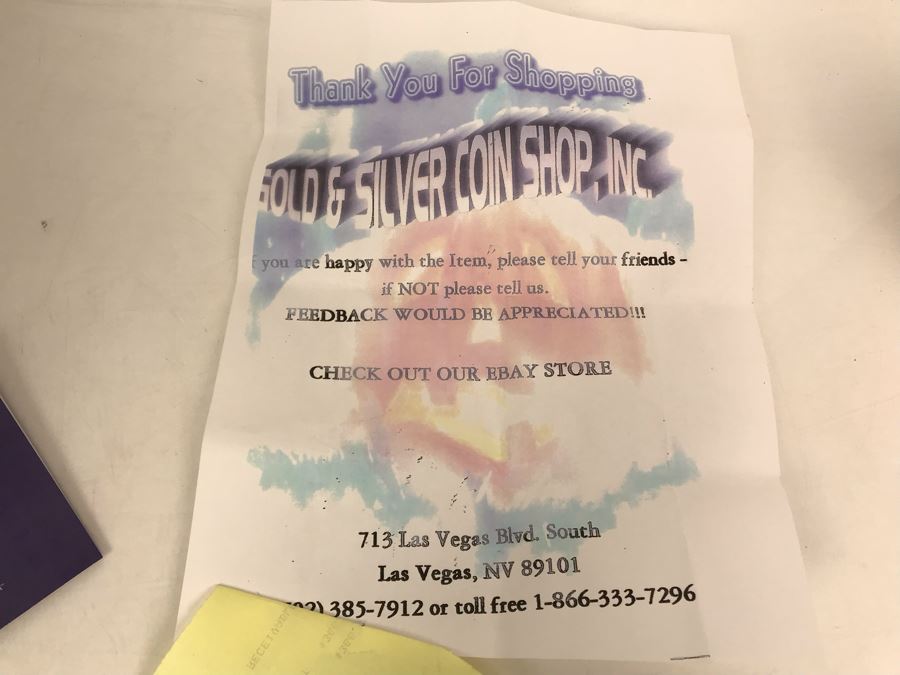 Thank You For Shopping
GOLD & SILVER COIN SHOP, INC.
f you are happy with the Item, please tell your friends -
if NOT please tell us.
FEEDBACK WOULD BE APPRECIATED!!!
CHECK OUT OUR EBAY STORE
713 Las Vegas Blvd. South
Las Vegas, NV 89101
02) 385-7912 or toll free 1-866-333-7296